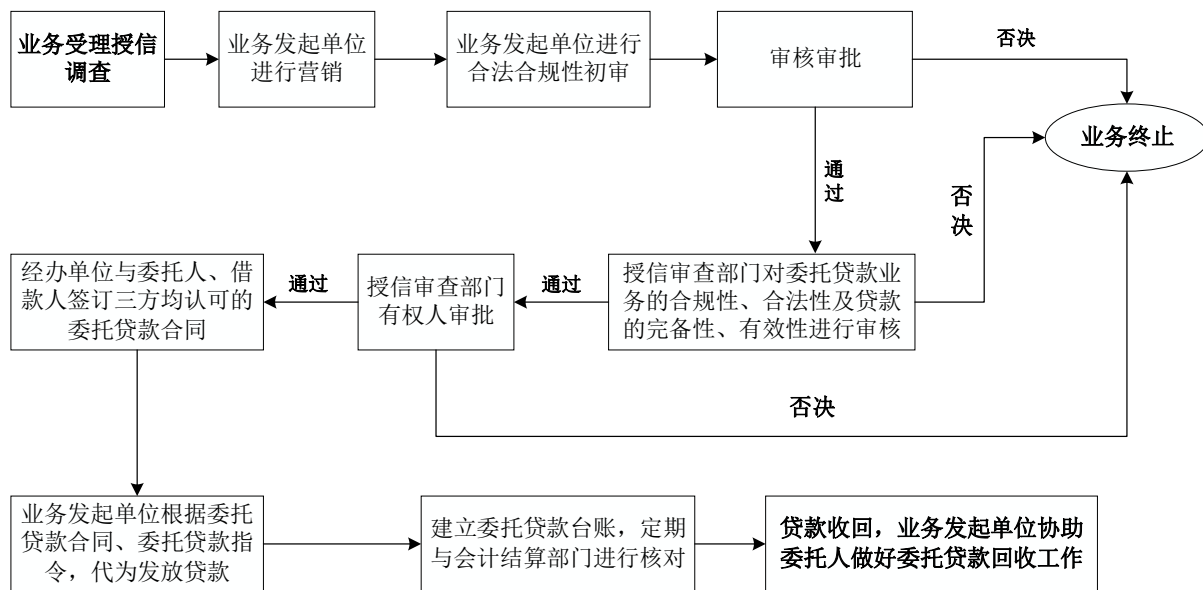 业务受理授信
调查
业务发起单位
进行营销
业务发起单位进行
合法合规性初审
审核审批
否决
业务终止
通
过
否
决
经办单位与委托人、借
款人签订三方均认可的
委托贷款合同
通过
授信审查部门
有权人审批
通过
授信审查部门对委托贷款业
务的合规性、合法性及贷款
的完备性、有效性进行审核
否决
业务发起单位根据委托
贷款合同、委托贷款指
令，代为发放贷款
建立委托贷款台账，定期
与会计结算部门进行核对
贷款收回，业务发起单位协助
委托人做好委托贷款回收工作